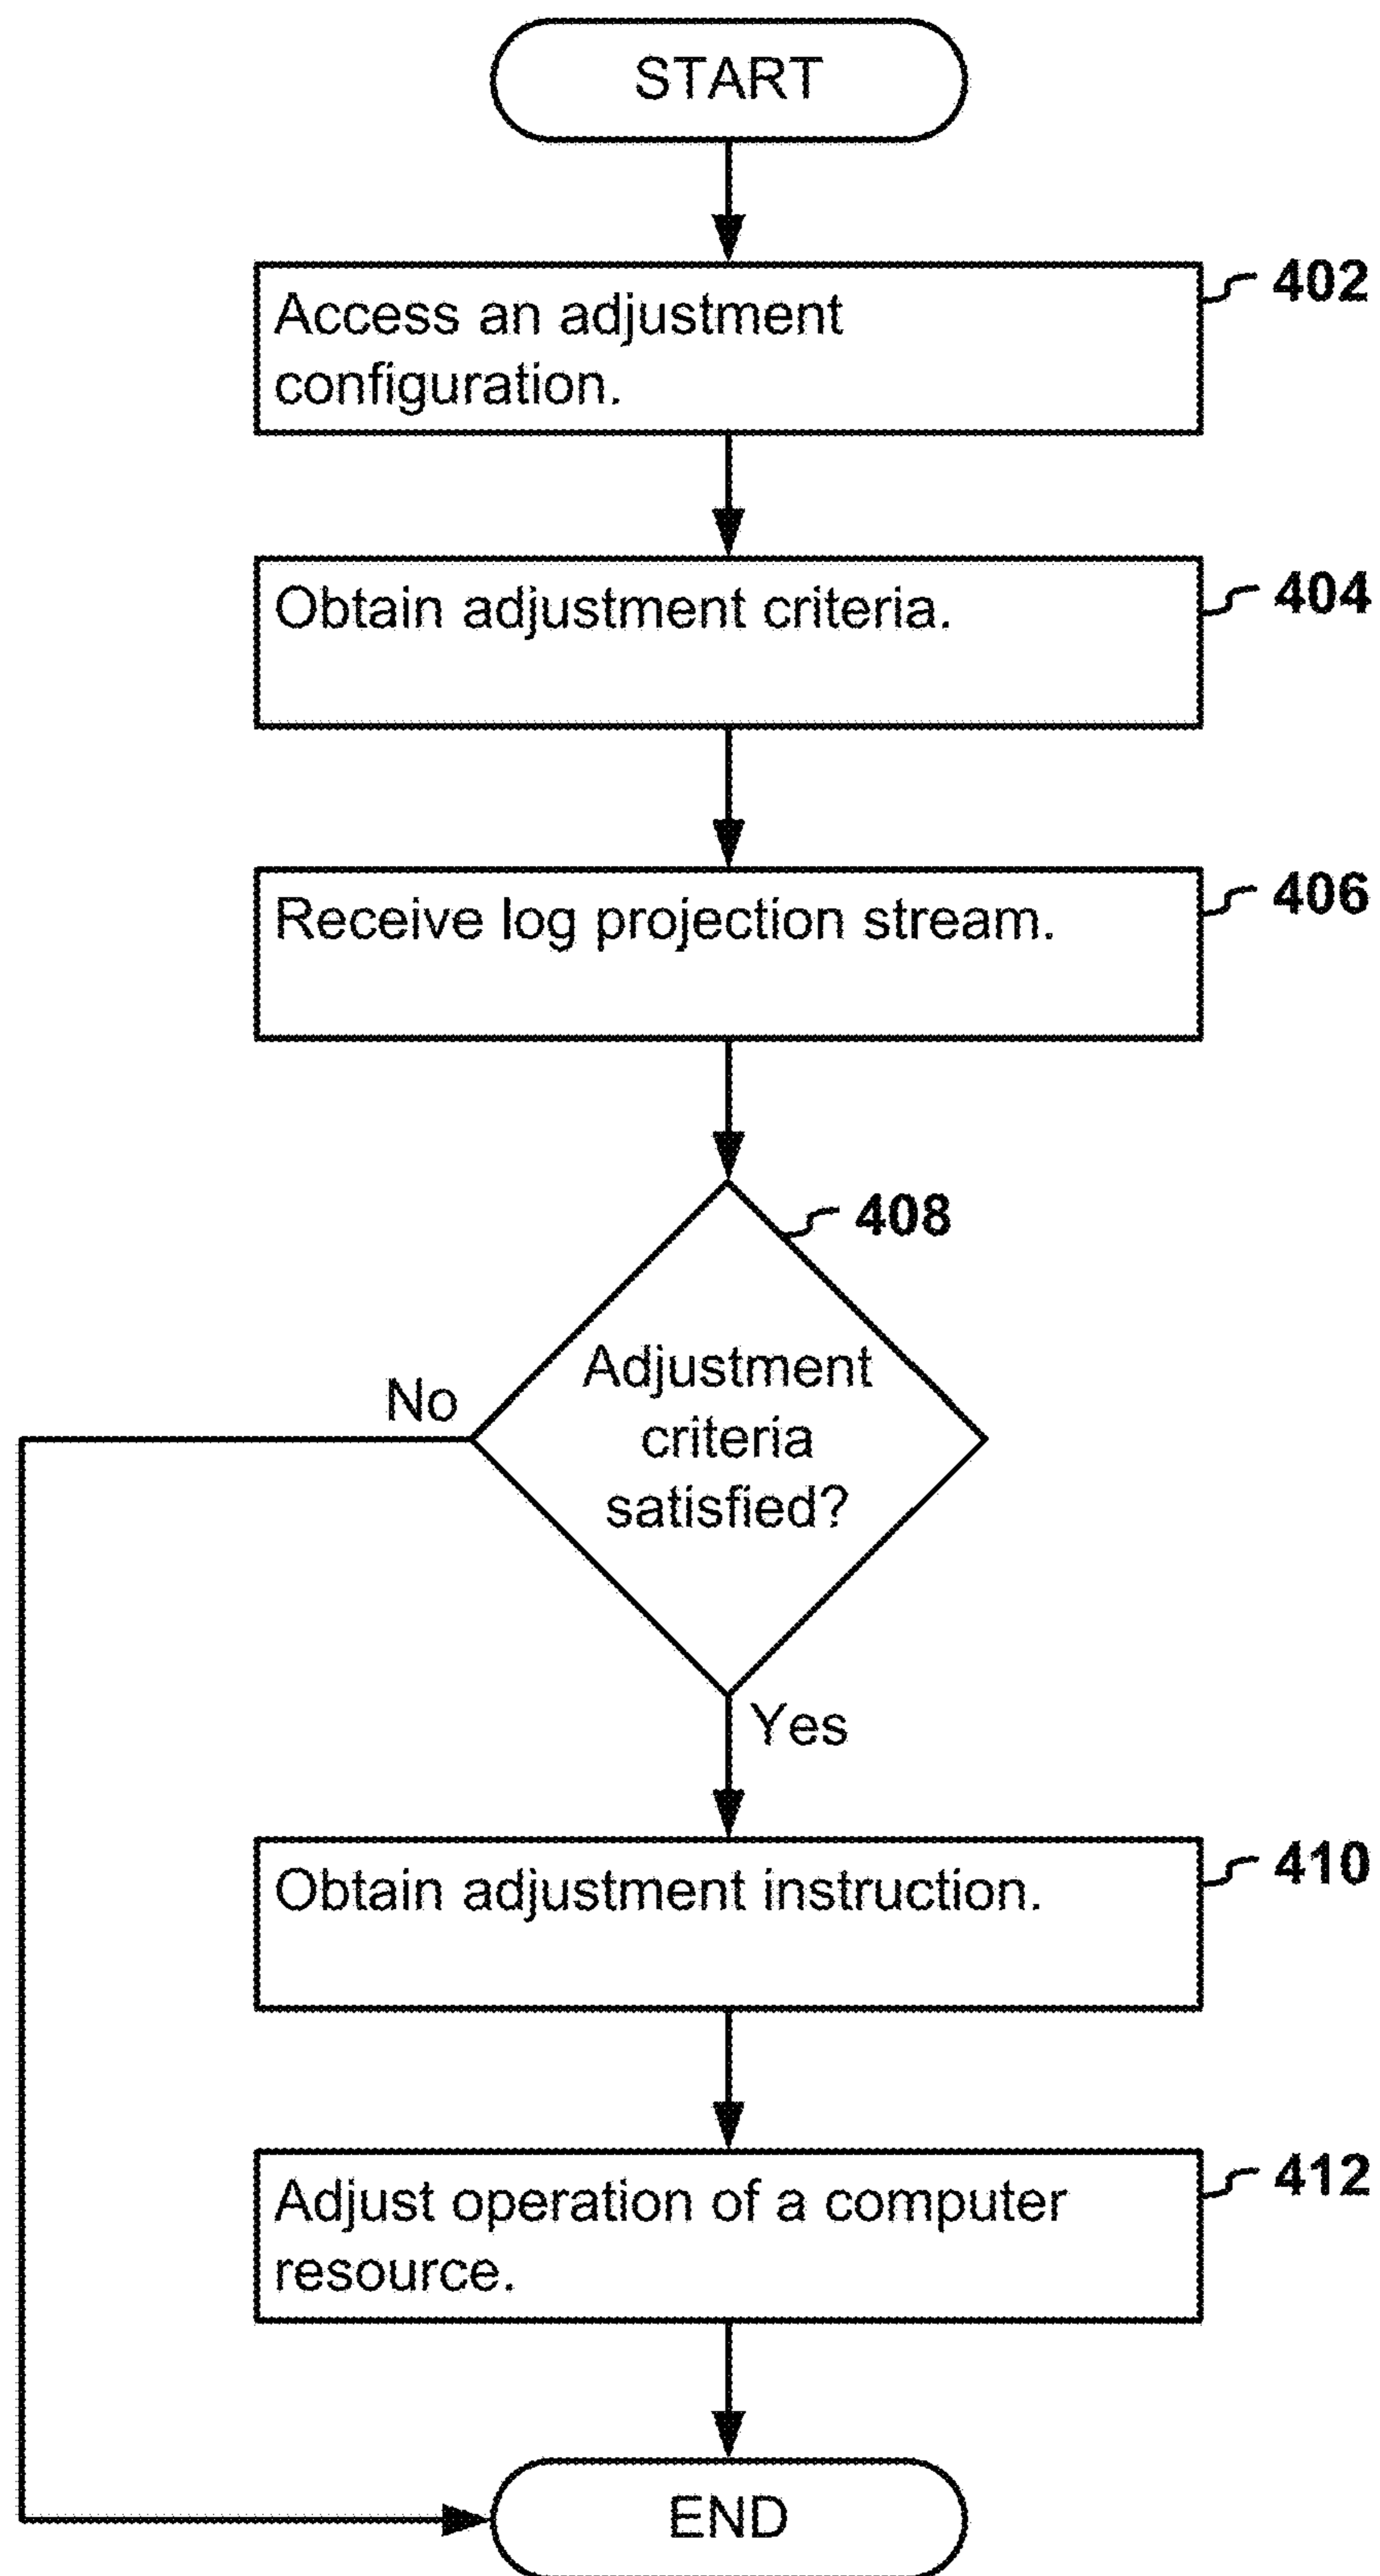 START
402
Access an adjustment
configuration.
404
Obtain adjustment criteria.
406
Receive log projection stream.
408
Adjustment
criteria
satisfied?
No
Yes
410
Obtain adjustment instruction.
412
Adjust operation of a computer
resource.
END